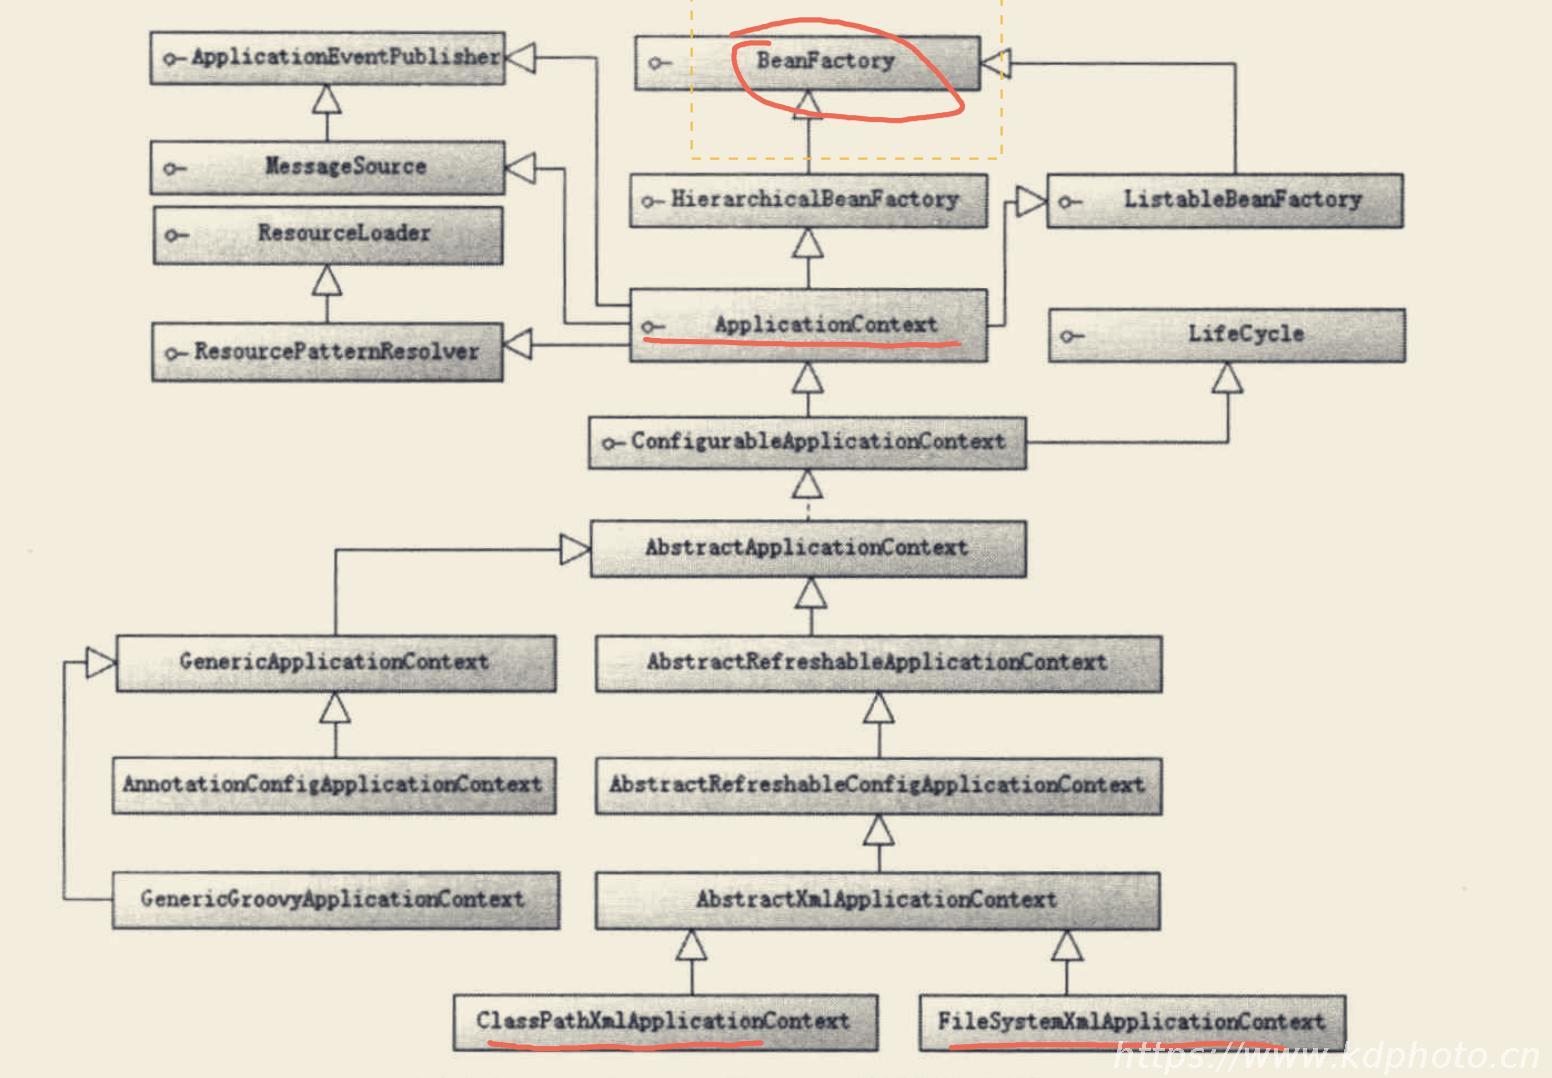 ApplicationEventPublisher
BeanFactory
MessageSource
HierarchicalBeanFactory
ListableBeanFactory
ResourceLoader
ApplicationContext
LifeCycle
ResourcePatternResolver
ConfigurableApplicationContext
AbstractApplicationContext
GenericApplicationContext
AbstractRefreshableApplicationContext
AnnotationConfigApplicationContext
AbstractRefreshableConfigApplicationContext
GenericGroovyApplicationContext
AbstractXmlApplicationContext
ClassPathXmlApplicationContext
FileSystemXmlApplicationContext
https://www.kdphoto.cn